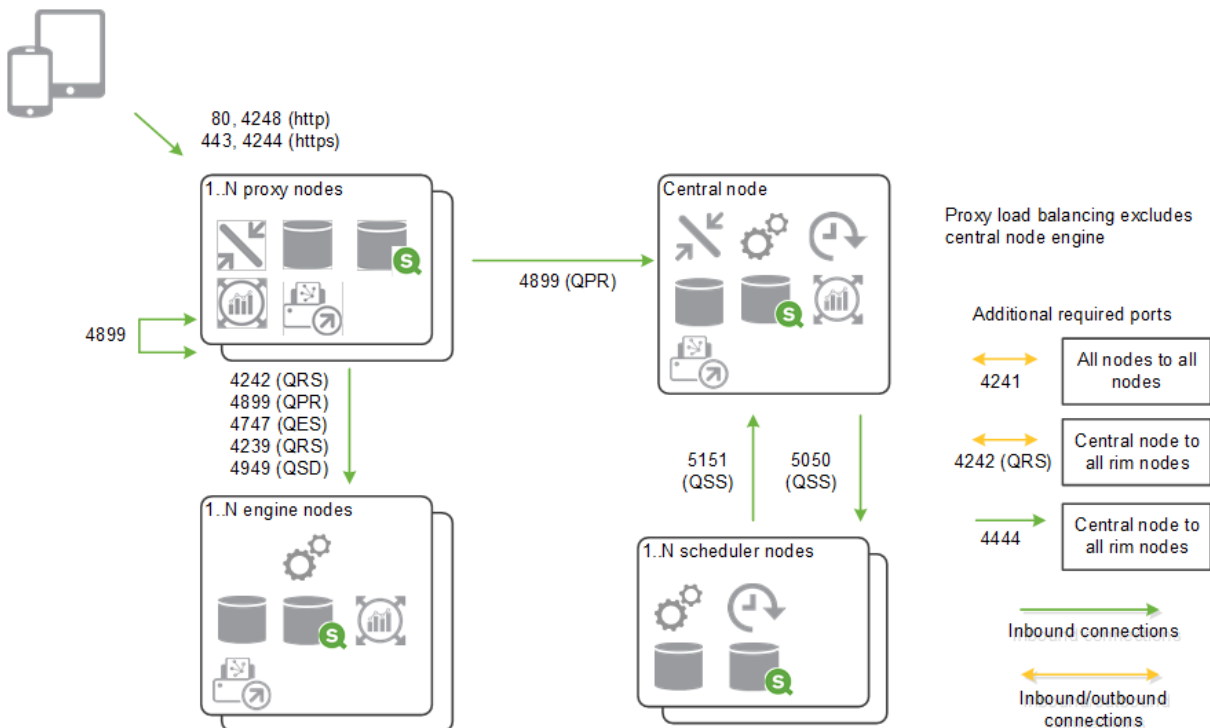 80, 4248 (http)
443, 4244 (https)
1..N proxy nodes
S
4899
4899 (QPR)
Central node
S
Proxy load balancing excludes
central node engine
4242 (QRS)
4899 (QPR)
4747 (QES)
4239 (QRS)
4949 (QSD)
1..N engine nodes
S
5151
(QSS)
5050
(QSS)
1..N scheduler nodes
S
Additional required ports
4241
All nodes to all
nodes
4242 (QRS)
Central node to
all rim nodes
4444
Central node to
all rim nodes
Inbound connections
Inbound/outbound
connections